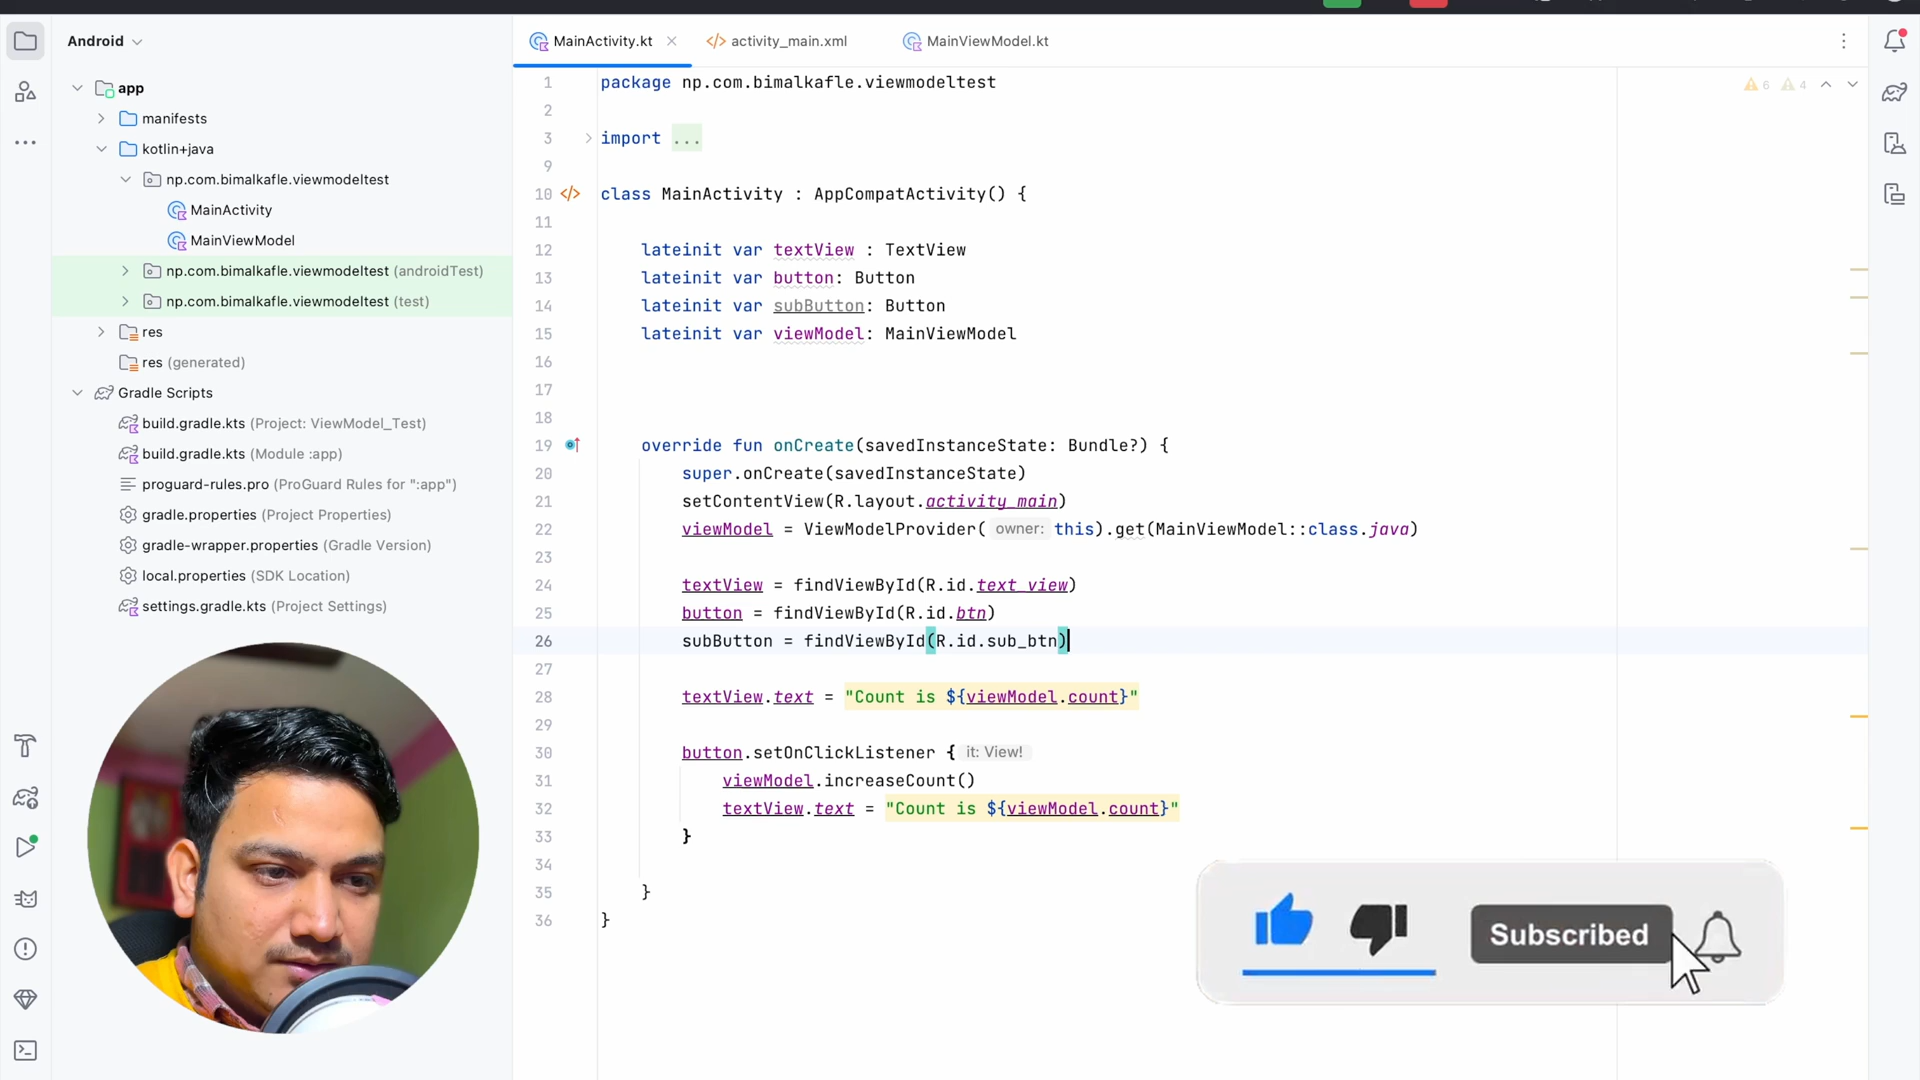 Android
MainActivity.kt
activity_main.xml
MainViewModel.kt
app
manifests
kotlin+java
np.com.bimalkafle.viewmodeltest
MainActivity
MainViewModel
np.com.bimalkafle.viewmodeltest (androidTest)
np.com.bimalkafle.viewmodeltest (test)
res
res (generated)
Gradle Scripts
build.gradle.kts (Project: ViewModel_Test)
build.gradle.kts (Module :app)
proguard-rules.pro (ProGuard Rules for ":app")
gradle.properties (Project Properties)
gradle-wrapper.properties (Gradle Version)
local.properties (SDK Location)
settings.gradle.kts (Project Settings)
6 4
1 package np.com.bimalkafle.viewmodeltest
2
3 import ...
9
10 class MainActivity : AppCompatActivity() {
11
12 lateinit var textView : TextView
13 lateinit var button: Button
14 lateinit var subButton: Button
15 lateinit var viewModel: MainViewModel
16
17
18
19 override fun onCreate(savedInstanceState: Bundle?) {
20 super.onCreate(savedInstanceState)
21 setContentView(R.layout.activity_main)
22 viewModel = ViewModelProvider( owner: this).get(MainViewModel::class.java)
23
24 textView = findViewById(R.id.text_view)
25 button = findViewById(R.id.btn)
26 subButton = findViewById(R.id.sub_btn)
27
28 textView.text = "Count is ${viewModel.count}"
29
30 button.setOnClickListener { it: View!
31 viewModel.increaseCount()
32 textView.text = "Count is ${viewModel.count}"
33 }
34
35 }
36 }
Subscribed